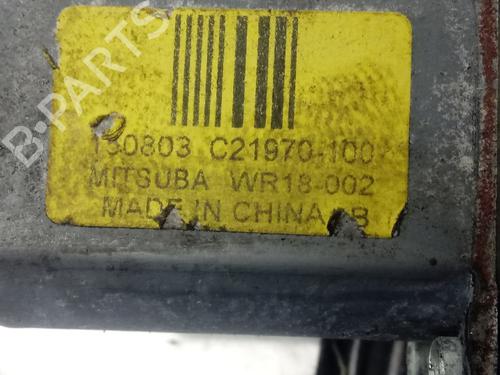 130803 C21970-100
MITSUBA WR18-002
MADE IN CHINA B
B-PARTS